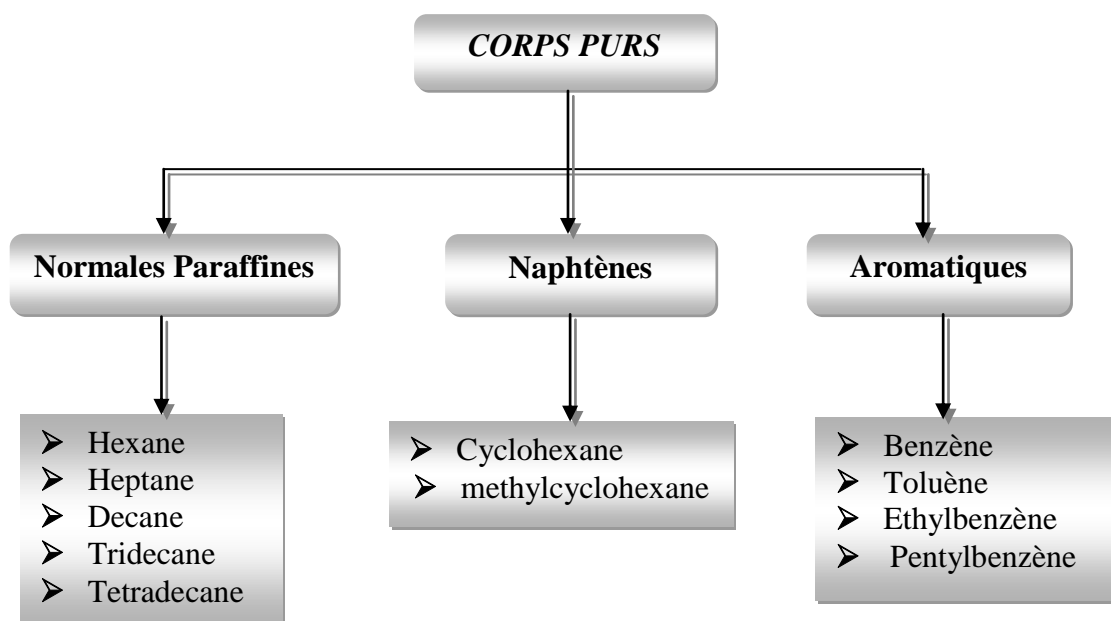 CORPS PURS
Normales Paraffines
Naphtènes
Aromatiques
➢ Hexane
➢ Heptane
➢ Decane
➢ Tridecane
➢ Tetradecane
➢ Cyclohexane
➢ methylcyclohexane
➢ Benzène
➢ Toluène
➢ Ethylbenzène
➢ Pentylbenzène